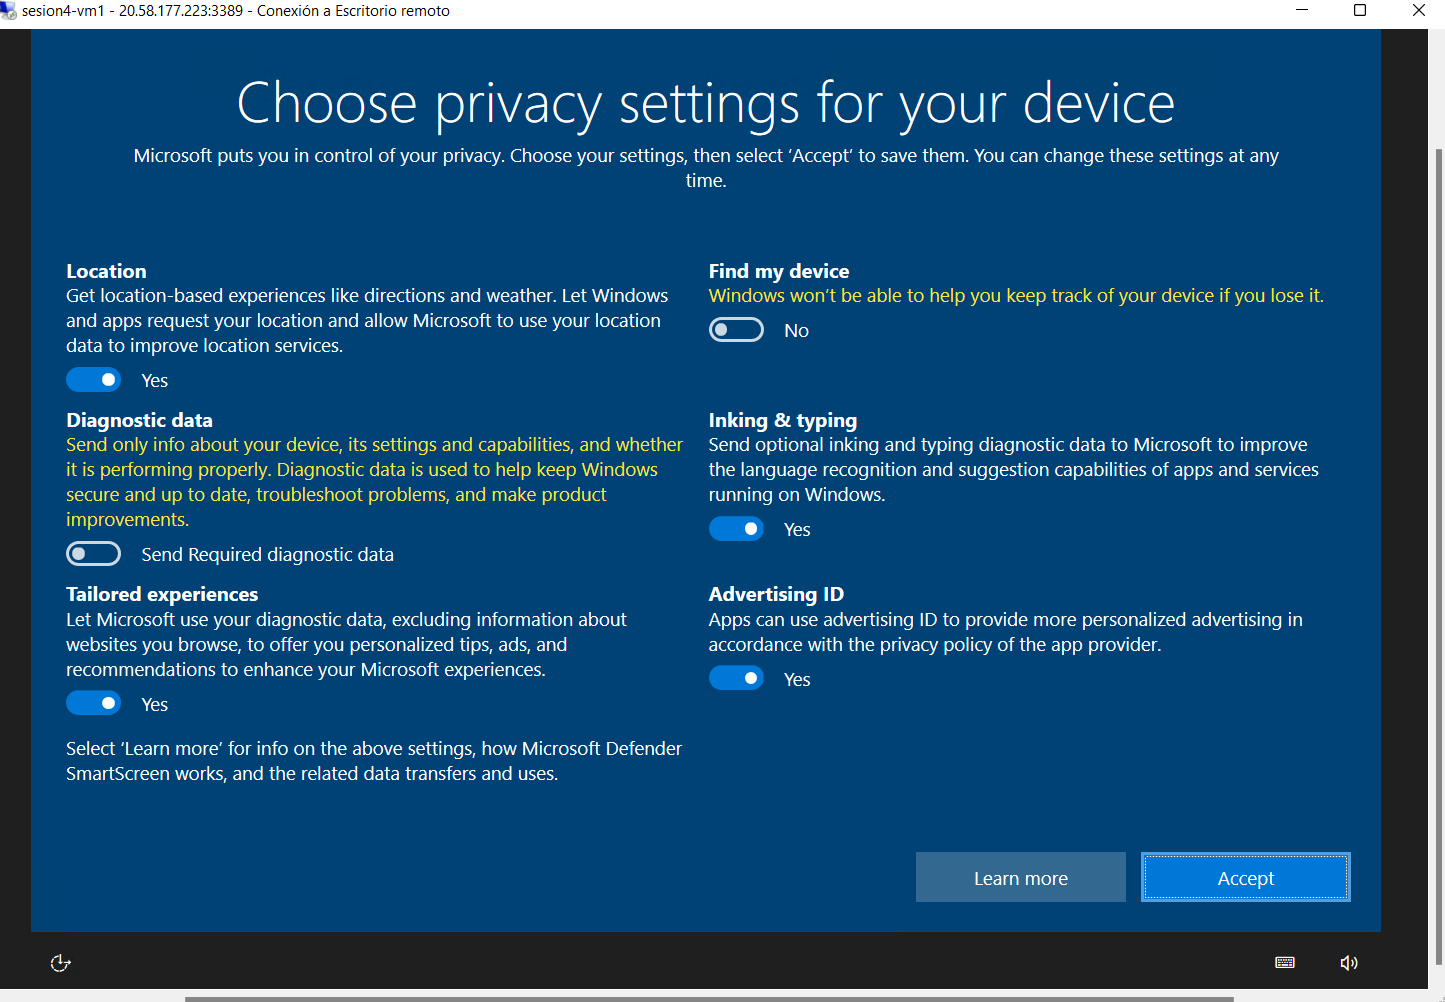 sesion4-vm1 - 20.58.177.223:3389 - Conexión a Escritorio remoto
Choose privacy settings for your device
Microsoft puts you in control of your privacy. Choose your settings, then select ‘Accept’ to save them. You can change these settings at any
time.
Location
Get location-based experiences like directions and weather. Let Windows
and apps request your location and allow Microsoft to use your location
data to improve location services.
Yes
Find my device
Windows won’t be able to help you keep track of your device if you lose it.
No
Diagnostic data
Send only info about your device, its settings and capabilities, and whether
it is performing properly. Diagnostic data is used to help keep Windows
secure and up to date, troubleshoot problems, and make product
improvements.
Send Required diagnostic data
Inking & typing
Send optional inking and typing diagnostic data to Microsoft to improve
the language recognition and suggestion capabilities of apps and services
running on Windows.
Yes
Tailored experiences
Let Microsoft use your diagnostic data, excluding information about
websites you browse, to offer you personalized tips, ads, and
recommendations to enhance your Microsoft experiences.
Yes
Advertising ID
Apps can use advertising ID to provide more personalized advertising in
accordance with the privacy policy of the app provider.
Yes
Select ‘Learn more’ for info on the above settings, how Microsoft Defender
SmartScreen works, and the related data transfers and uses.
Learn more
Accept